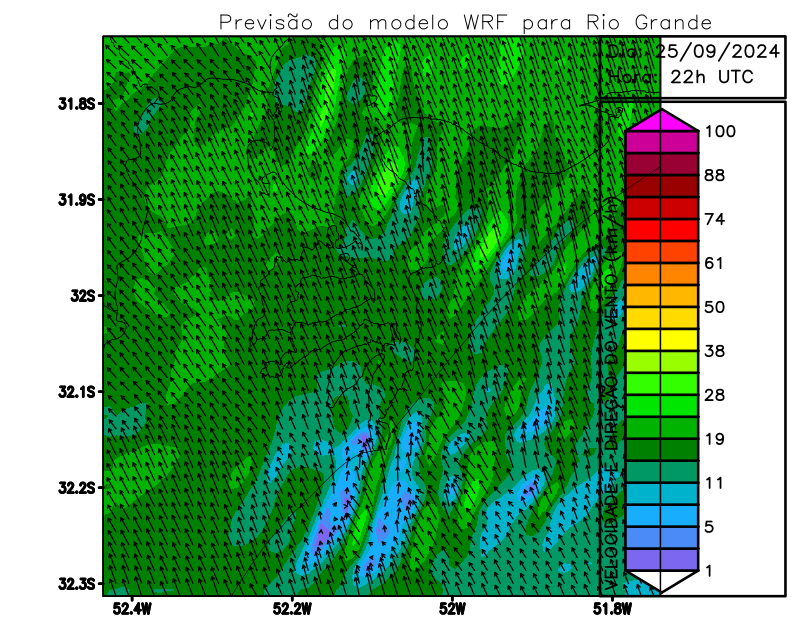 Previsão do modelo WRF para Rio Grande
Dia: 25/09/2024
Hora: 22h UTC
31.8S
31.9S
32S
32.1S
32.2S
32.3S
52.4W
52.2W
52W
51.8W
100
88
74
61
50
38
28
19
11
5
1
VELOCIDADE E DIREÇÃO DO VENTO (km/h)